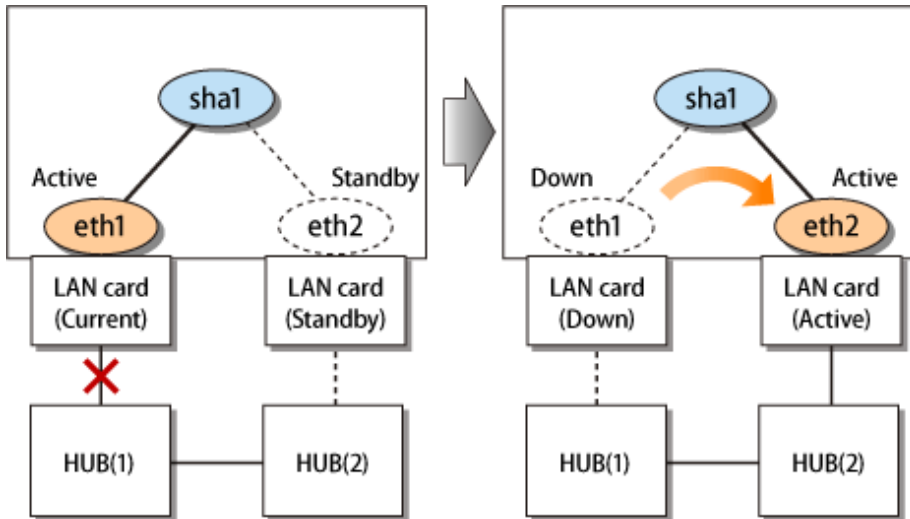 sha1
Active
Standby
eth1
eth2
LAN card
(Current)
LAN card
(Standby)
HUB(1)
HUB(2)
sha1
Down
Active
eth1
eth2
LAN card
(Down)
LAN card
(Active)
HUB(1)
HUB(2)